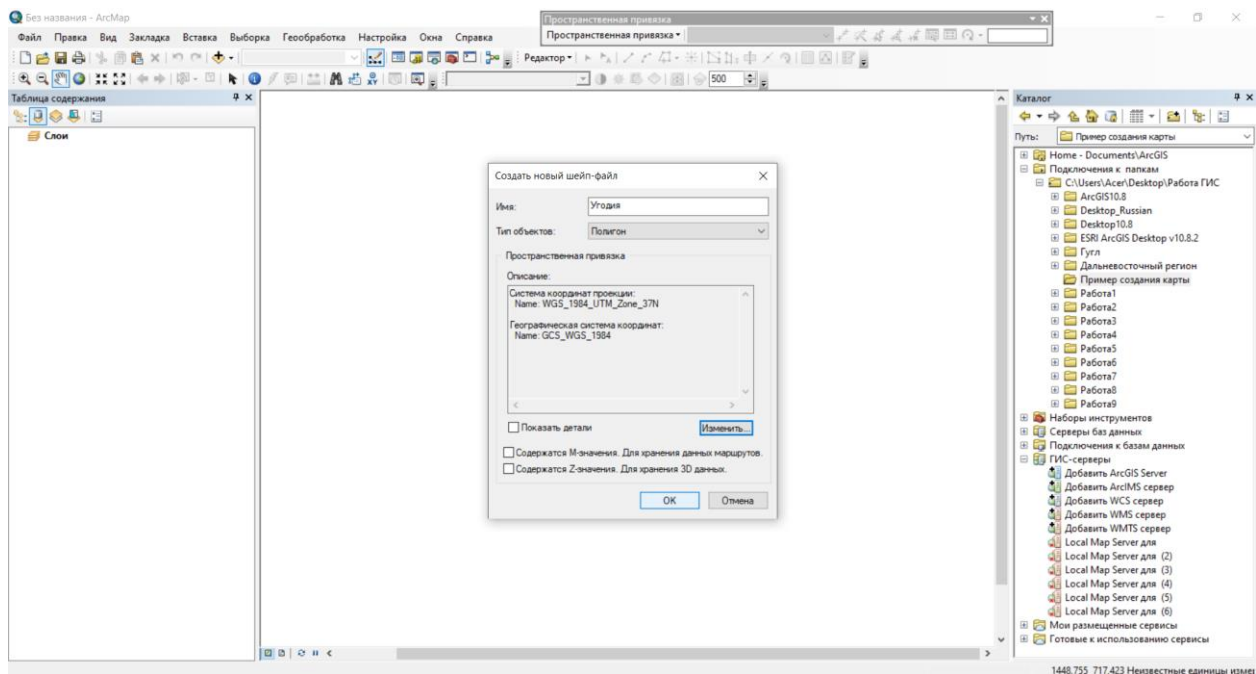 Без названия - ArcMap
Пространственная привязка
Файл Правка Вид Закладка Вставка Выборка Геообработка Настройка Окна Справка
Пространственная привязка
Редактор
500
Таблица содержания
Слои
Создать новый шейп-файл
Имя: Угодия
Тип объектов: Полигон
Пространственная привязка
Описание:
Система координат проекции:
Name: WGS_1984_UTM_Zone_37N
Географическая система координат:
Name: GCS_WGS_1984
Показать детали
Изменить...
Содержатся M-значения. Для хранения данных маршрутов.
Содержатся Z-значения. Для хранения 3D данных.
OK Отмена
Каталог
Путь: Пример создания карты
Home - Documents\ArcGIS
Подключения к папкам
C:\Users\Acer\Desktop\Работа ГИС
ArcGIS10.8
Desktop_Russian
Desktop10.8
ESRI ArcGIS Desktop v10.8.2
Гугл
Дальневосточный регион
Пример создания карты
Работа1
Работа2
Работа3
Работа4
Работа5
Работа6
Работа7
Работа8
Работа9
Наборы инструментов
Серверы баз данных
Подключения к базам данных
ГИС-серверы
Добавить ArcGIS Server
Добавить ArcIMS сервер
Добавить WCS сервер
Добавить WMS сервер
Добавить WMTS сервер
Local Map Server для
Local Map Server для (2)
Local Map Server для (3)
Local Map Server для (4)
Local Map Server для (5)
Local Map Server для (6)
Мои размещенные сервисы
Готовые к использованию сервисы
1448,755 717,423 Неизвестные единицы измер